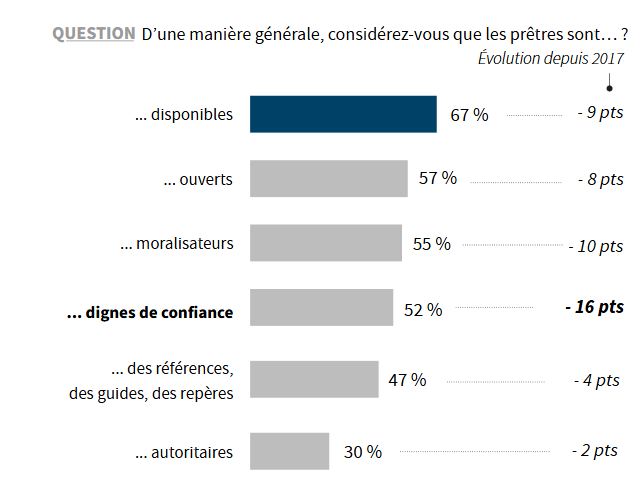 QUESTION D’une manière générale, considérez-vous que les prêtres sont… ?
Évolution depuis 2017
... disponibles 67 % - 9 pts
... ouverts 57 % - 8 pts
... moralisateurs 55 % - 10 pts
... dignes de confiance 52 % - 16 pts
... des références,
des guides, des repères 47 % - 4 pts
... autoritaires 30 % - 2 pts